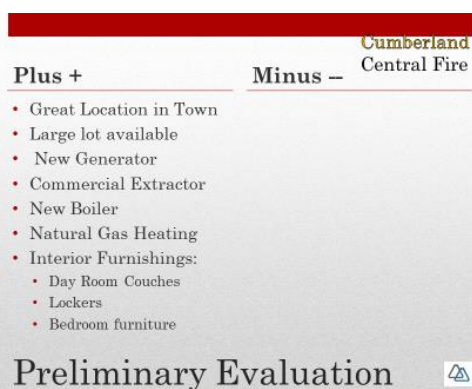 Cumberland
Central Fire
Plus +
Minus –
• Great Location in Town
• Large lot available
• New Generator
• Commercial Extractor
• New Boiler
• Natural Gas Heating
• Interior Furnishings:
• Day Room Couches
• Lockers
• Bedroom furniture
Preliminary Evaluation